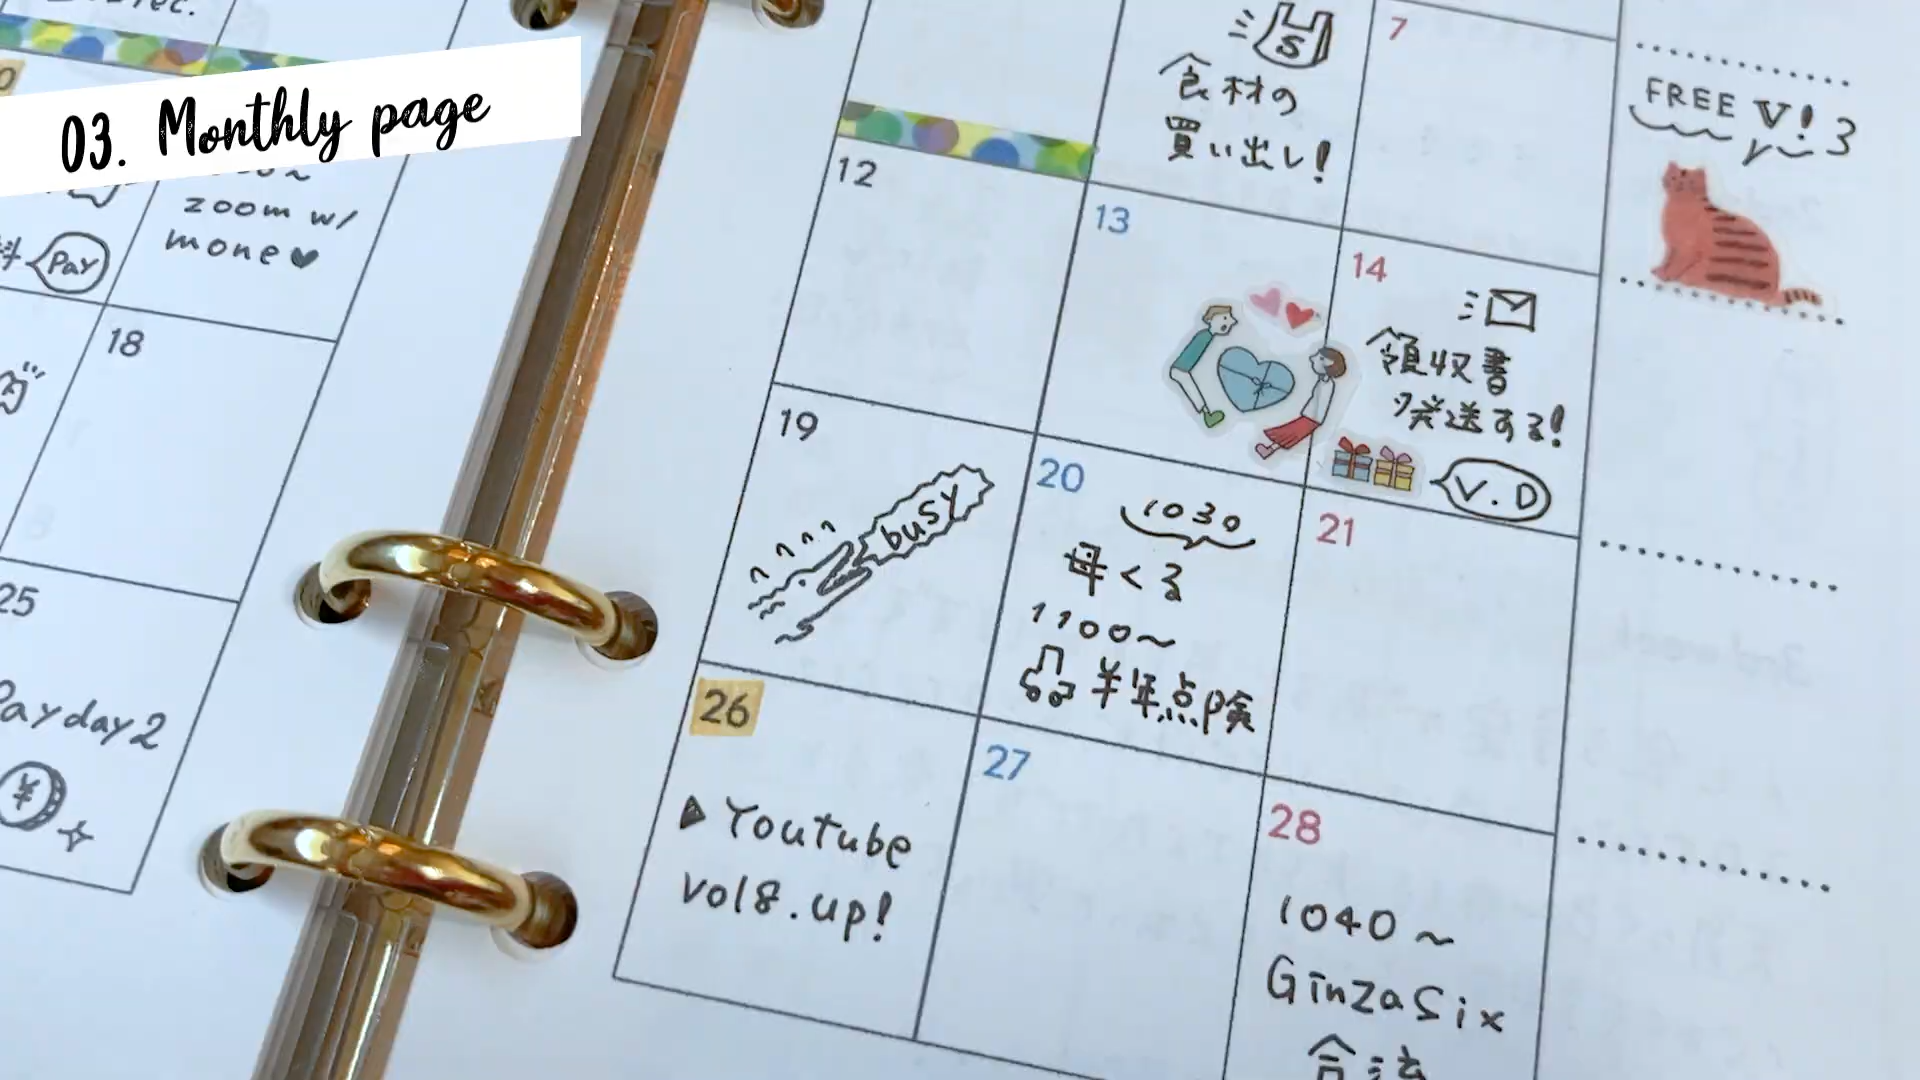 03. Monthly page
zoom w/
mone♥
Pay
18
25
Payday2
¥
S
食材の
買い出し!
7
FREE V! 3
12
13
14
領収書
発送する!
V.D
19
busy
20
1030
母くる
1100~
半年点険
21
26
▶Youtube
vol8.up!
27
28
1040~
GinzaSix